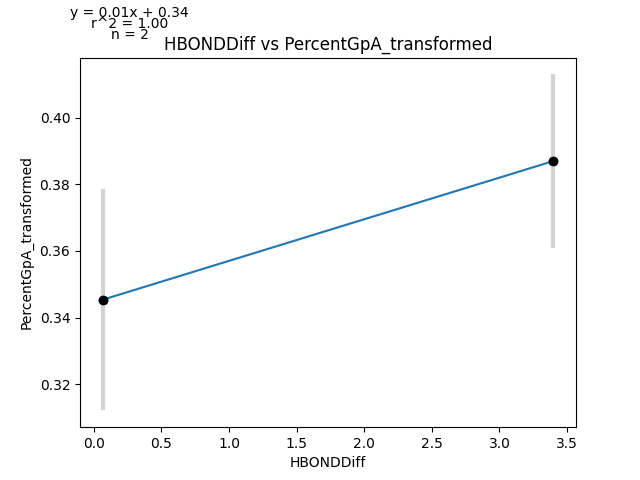 y = 0.01x + 0.34
r^2 = 1.00
n = 2
HBONDDiff vs PercentGpA_transformed
PercentGpA_transformed
0.40
0.38
0.36
0.34
0.32
0.0 0.5 1.0 1.5 2.0 2.5 3.0 3.5
HBONDDiff